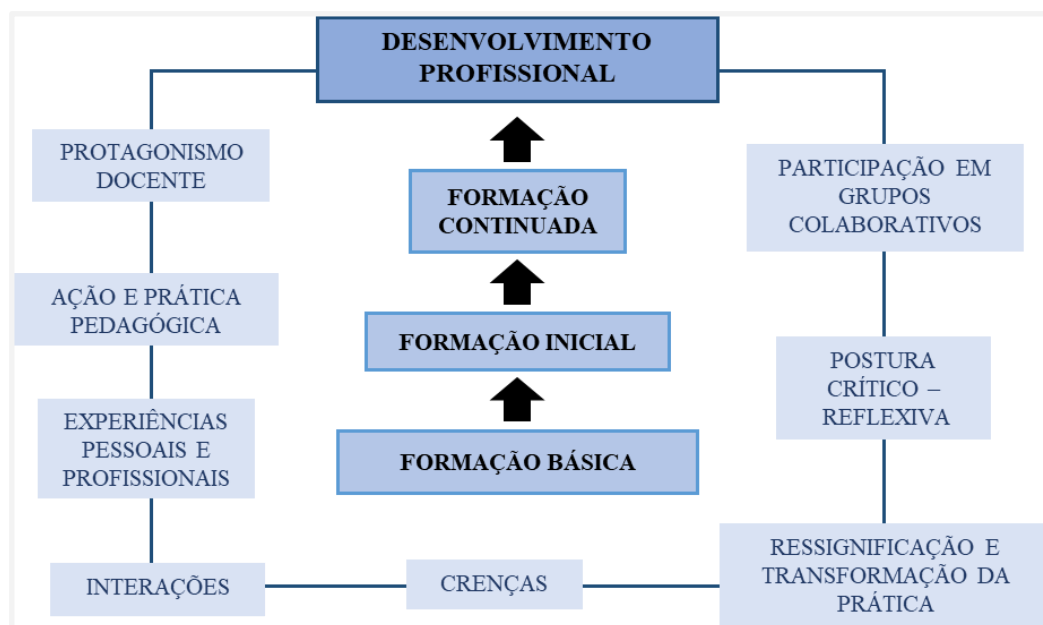 DESENVOLVIMENTO
PROFISSIONAL
PROTAGONISMO
DOCENTE
AÇÃO E PRÁTICA
PEDAGÓGICA
EXPERIÊNCIAS
PESSOAIS E
PROFISSIONAIS
INTERAÇÕES
FORMAÇÃO
CONTINUADA
FORMAÇÃO INICIAL
FORMAÇÃO BÁSICA
CRENÇAS
PARTICIPAÇÃO EM
GRUPOS
COLABORATIVOS
POSTURA
CRÍTICO –
REFLEXIVA
RESSIGNIFICAÇÃO E
TRANSFORMAÇÃO DA
PRÁTICA